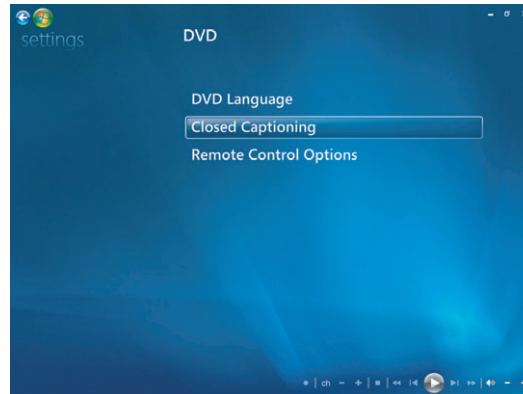 settings
DVD
DVD Language
Closed Captioning
Remote Control Options
ch